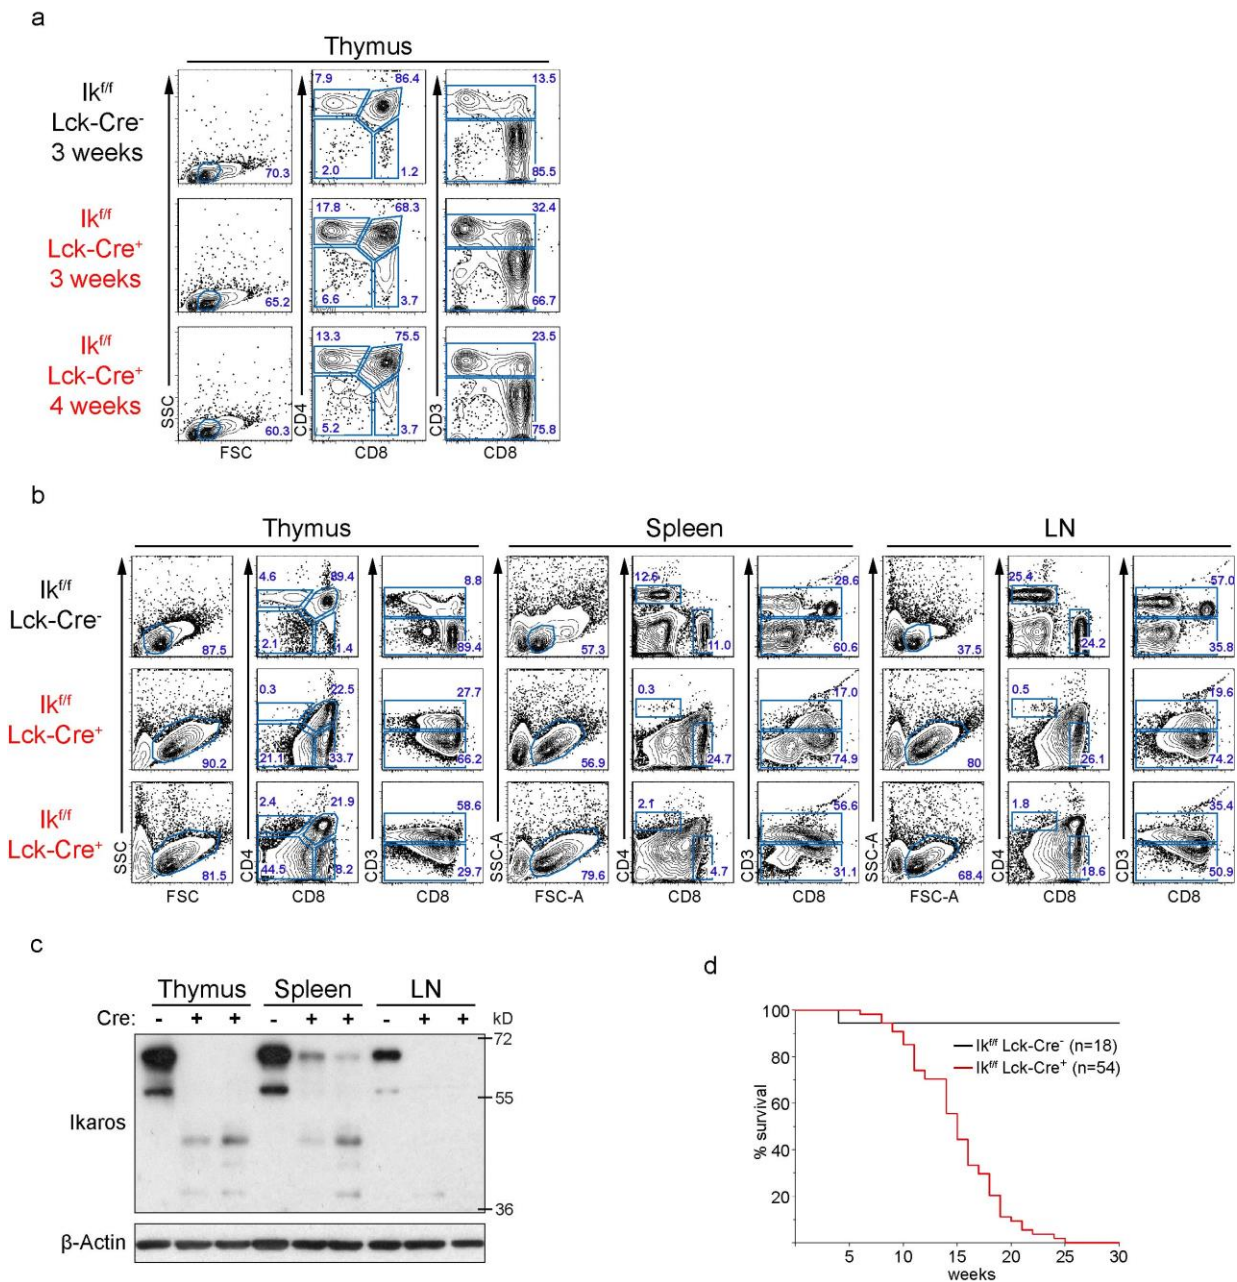 a
Thymus
Ik^f/f
Lck-Cre^-
3 weeks
7.9 86.4 13.5
70.3 2.0 1.2 85.5
Ik^f/f
Lck-Cre^+
3 weeks
17.8 68.3 32.4
65.2 6.6 3.7 66.7
Ik^f/f
Lck-Cre^+
4 weeks
13.3 75.5 23.5
60.3 5.2 3.7 75.8
SSC CD4 CD3
FSC CD8 CD8
b
Thymus Spleen LN
Ik^f/f
Lck-Cre^-
4.6 89.4 8.8 12.6 28.6 25.4 57.0
87.5 2.1 1.4 89.4 57.3 11.0 60.6 37.5 24.2 35.8
Ik^f/f
Lck-Cre^+
0.3 22.5 27.7 0.3 17.0 0.5 19.6
90.2 21.1 33.7 66.2 56.9 24.7 74.9 80 26.1 74.2
Ik^f/f
Lck-Cre^+
2.4 21.9 58.6 2.1 56.6 1.8 35.4
81.5 44.5 8.2 29.7 79.6 4.7 31.1 68.4 18.6 50.9
SSC CD4 CD3 SSC-A CD4 CD3 SSC-A CD4 CD3
FSC CD8 CD8 FSC-A CD8 CD8 FSC-A CD8 CD8
c
Thymus Spleen LN
Cre: - + + - + + - + + kD
72
55
Ikaros
36
β-Actin
d
100
80
60
40
20
% survival
Ik^f/f Lck-Cre^- (n=18)
Ik^f/f Lck-Cre^+ (n=54)
5 10 15 20 25 30
weeks